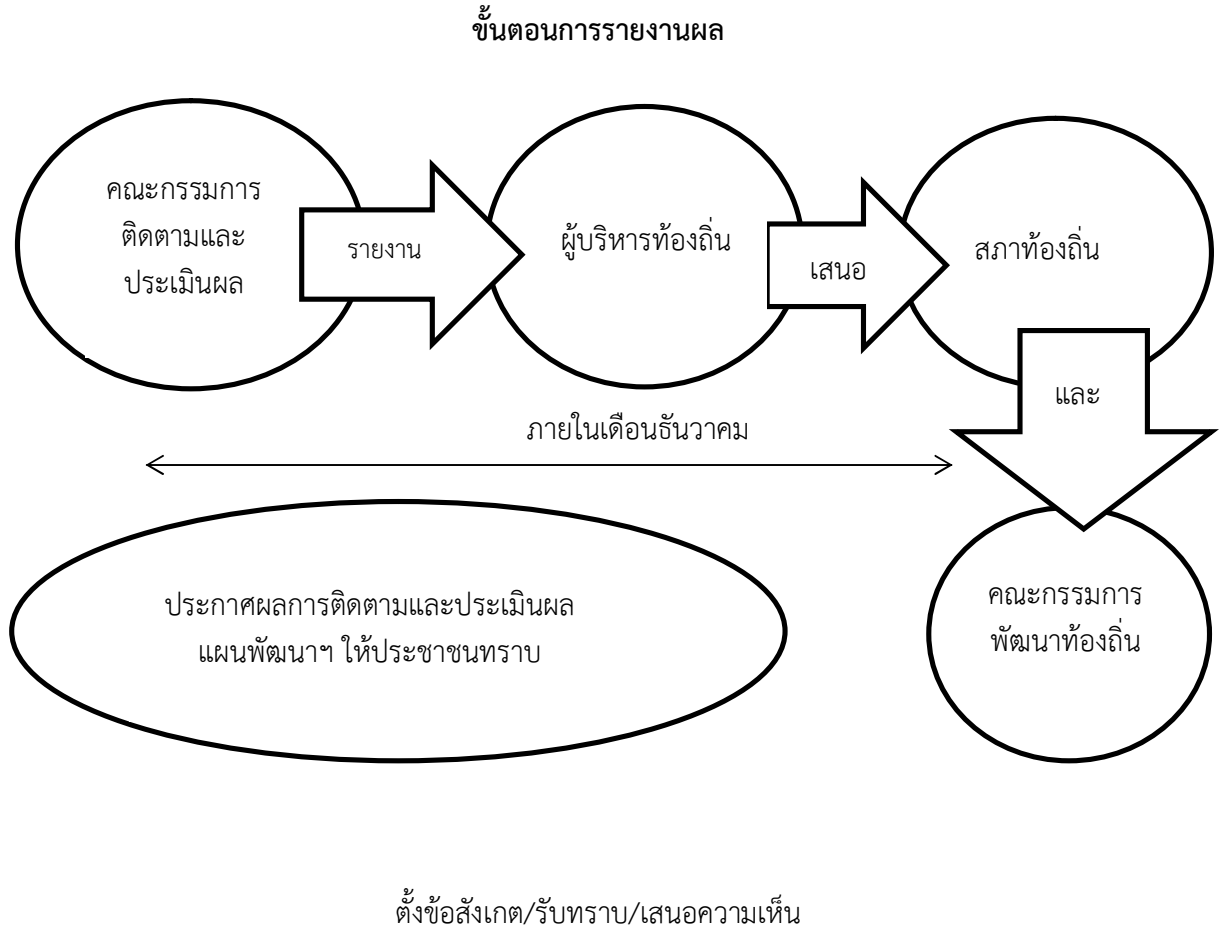 ขั้นตอนการรายงานผล
คณะกรรมการ
ติดตามและ
ประเมินผล
รายงาน
ผู้บริหารท้องถิ่น
เสนอ
สภาท้องถิ่น
และ
ภายในเดือนธันวาคม
คณะกรรมการ
พัฒนาท้องถิ่น
ประกาศผลการติดตามและประเมินผล
แผนพัฒนาฯ ให้ประชาชนทราบ
ตั้งข้อสังเกต/รับทราบ/เสนอความเห็น